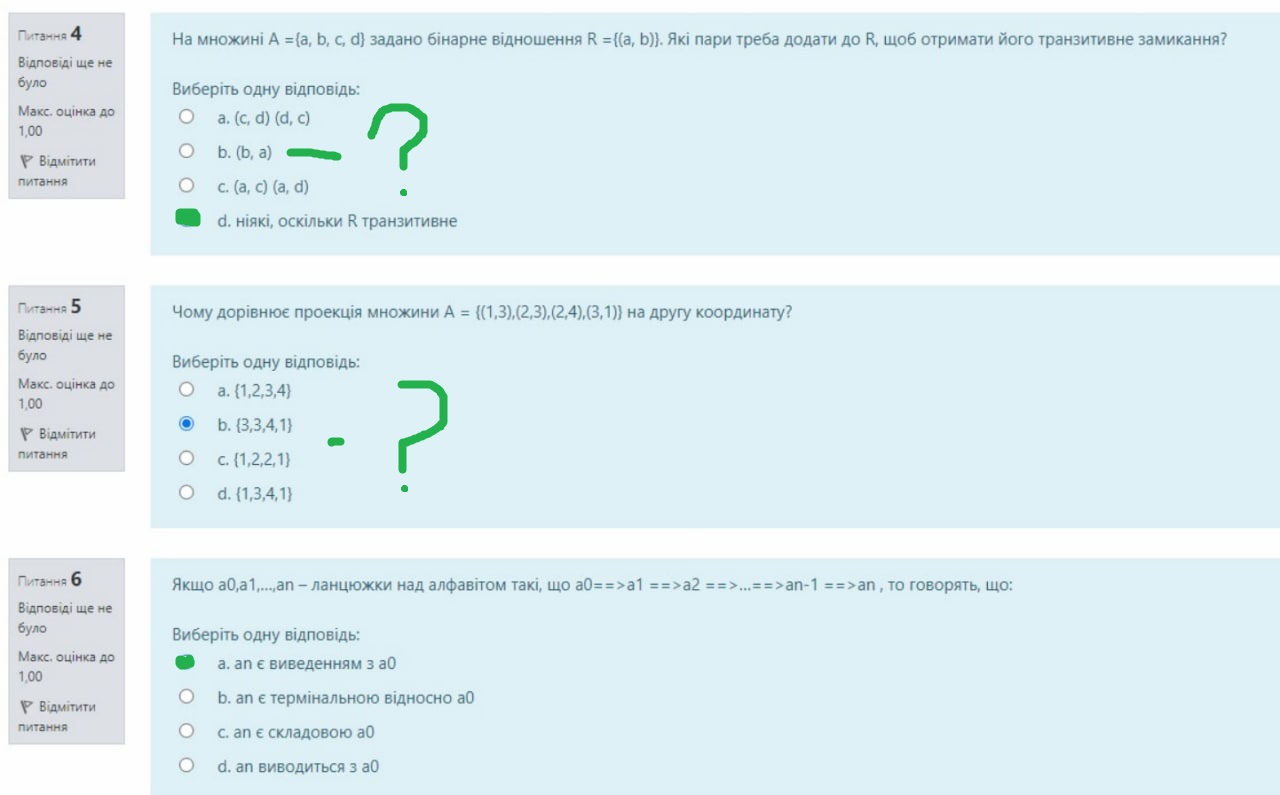 Питання 4
Відповіді ще не
було
Макс. оцінка до
1,00
Відмітити
питання
На множині A ={a, b, c, d} задано бінарне відношення R ={(a, b)}. Які пари треба додати до R, щоб отримати його транзитивне замикання?
Виберіть одну відповідь:
a. (c, d) (d, c)
b. (b, a) — ?
c. (a, c) (a, d)
d. ніякі, оскільки R транзитивне
Питання 5
Відповіді ще не
було
Макс. оцінка до
1,00
Відмітити
питання
Чому дорівнює проекція множини A = {(1,3),(2,3),(2,4),(3,1)} на другу координату?
Виберіть одну відповідь:
a. {1,2,3,4}
b. {3,3,4,1} - ?
c. {1,2,2,1}
d. {1,3,4,1}
Питання 6
Відповіді ще не
було
Макс. оцінка до
1,00
Відмітити
питання
Якщо a0,a1,...,an – ланцюжки над алфавітом такі, що a0==>a1 ==>a2 ==>...==>an-1 ==>an , то говорять, що:
Виберіть одну відповідь:
a. an є виведенням з a0
b. an є термінальною відносно a0
c. an є складовою a0
d. an виводиться з a0